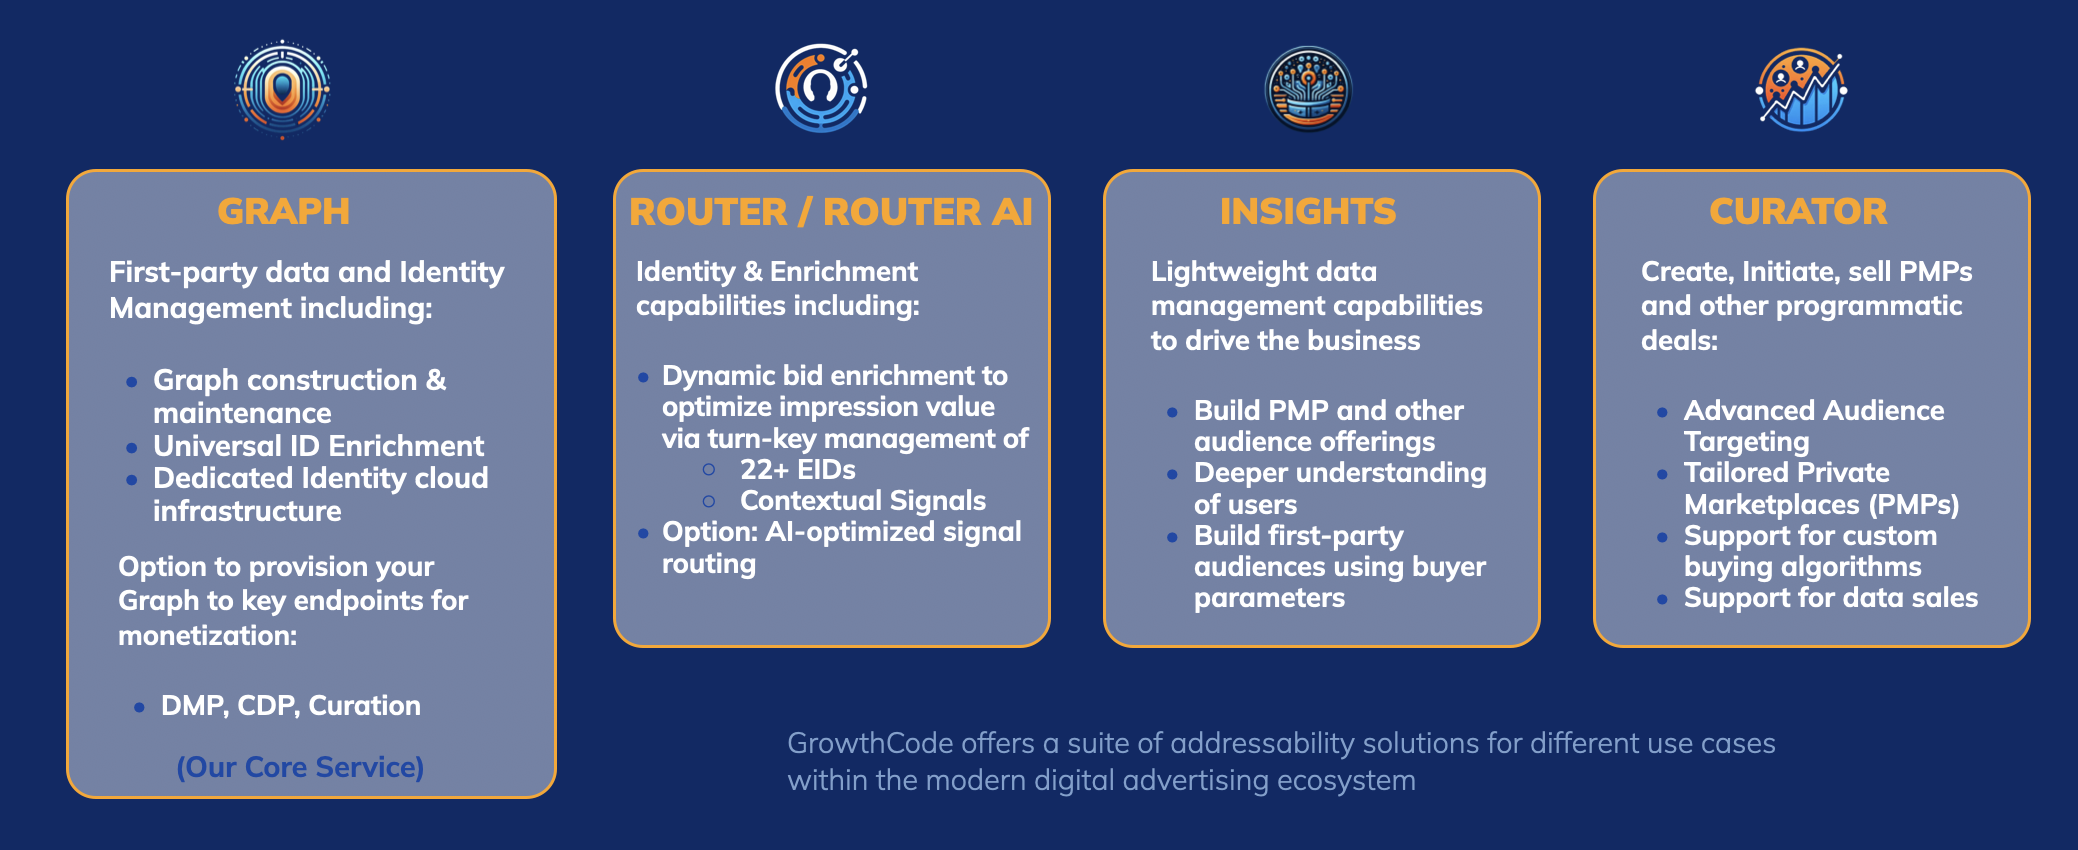 GRAPH
First-party data and Identity
Management including:
• Graph construction &
maintenance
• Universal ID Enrichment
• Dedicated Identity cloud
infrastructure
Option to provision your
Graph to key endpoints for
monetization:
• DMP, CDP, Curation
(Our Core Service)
ROUTER / ROUTER AI
Identity & Enrichment
capabilities including:
• Dynamic bid enrichment to
optimize impression value
via turn-key management of
○ 22+ EIDs
○ Contextual Signals
• Option: AI-optimized signal
routing
INSIGHTS
Lightweight data
management capabilities
to drive the business
• Build PMP and other
audience offerings
• Deeper understanding
of users
• Build first-party
audiences using buyer
parameters
CURATOR
Create, Initiate, sell PMPs
and other programmatic
deals:
• Advanced Audience
Targeting
• Tailored Private
Marketplaces (PMPs)
• Support for custom
buying algorithms
• Support for data sales
GrowthCode offers a suite of addressability solutions for different use cases
within the modern digital advertising ecosystem